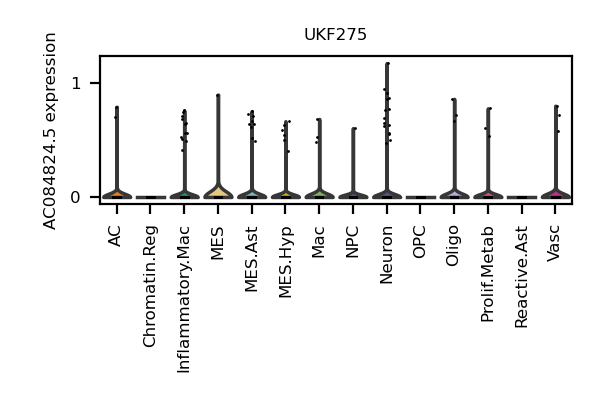 UKF275
AC084824.5 expression
1
0
AC
Chromatin.Reg
Inflammatory.Mac
MES
MES.Ast
MES.Hyp
Mac
NPC
Neuron
OPC
Oligo
Prolif.Metab
Reactive.Ast
Vasc